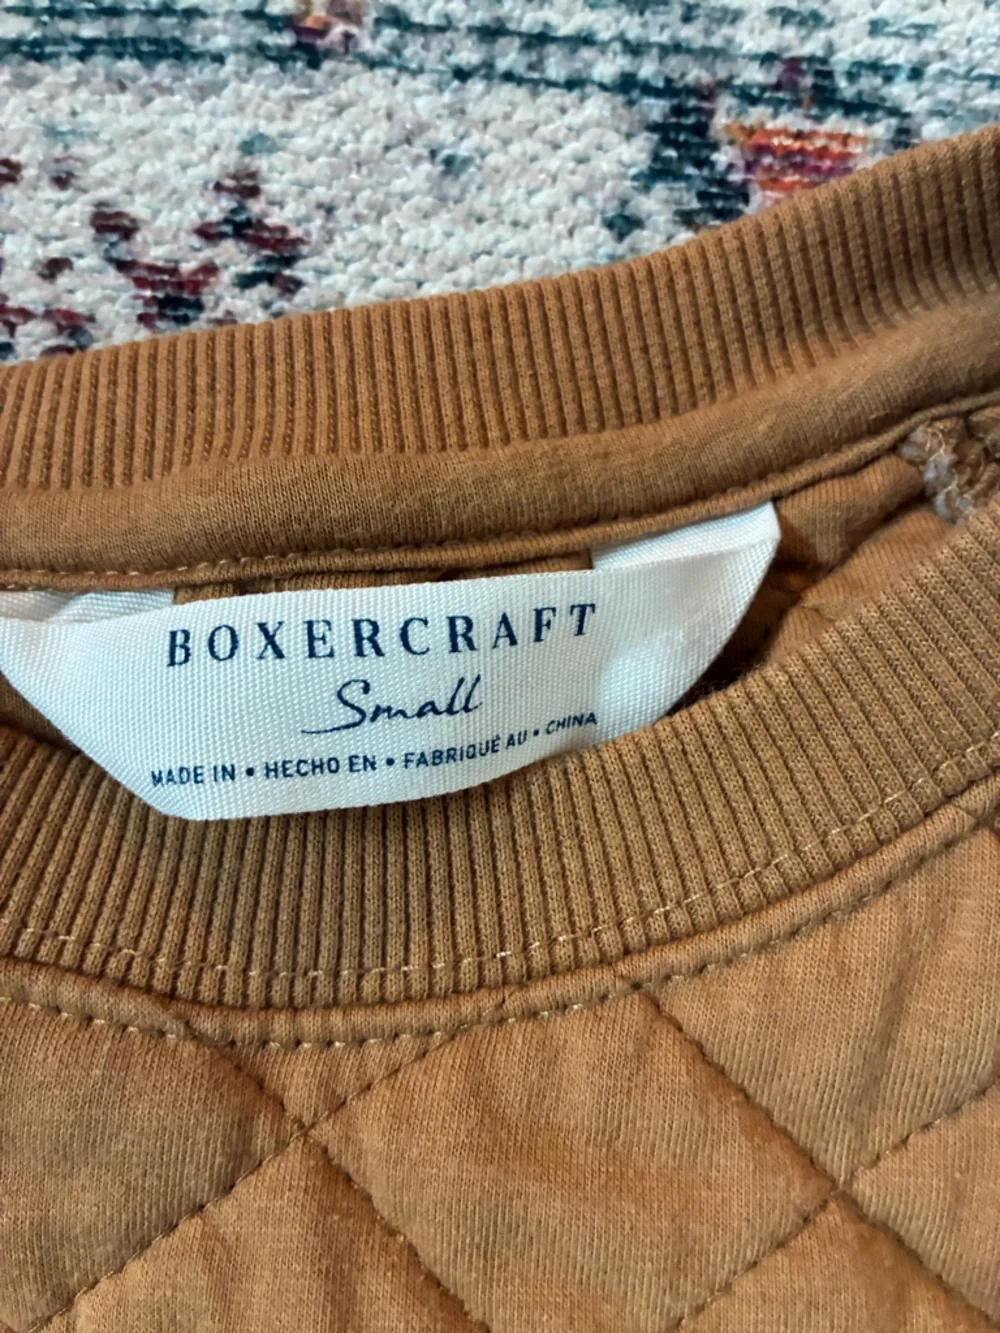 BOXERCRAFT
Small
MADE IN • HECHO EN • FABRIQUÉ AU • CHINA